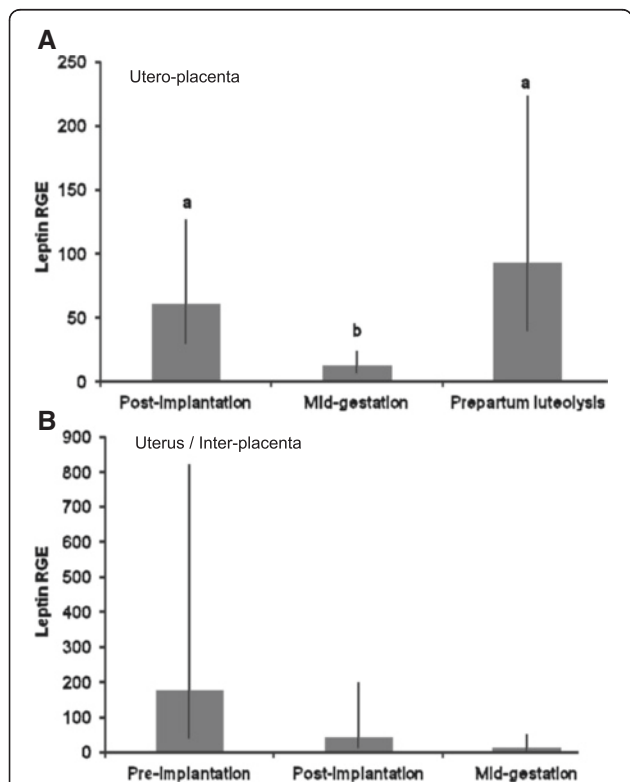 A
250
Utero-placenta
a
200
150
a
Leptin RGE
100
b
50
0
Post-implantation Mid-gestation Prepartum luteolysis
B
900
Uterus / Inter-placenta
800
700
600
500
Leptin RGE
400
300
200
100
0
Pre-implantation Post-implantation Mid-gestation